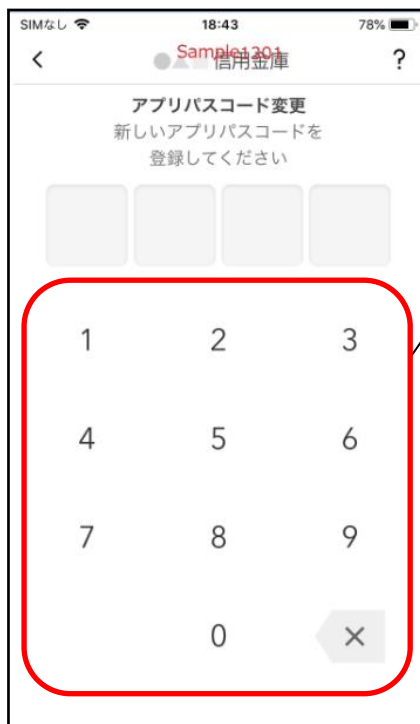 SIMなし 18:43 78%
< ●▲■信用金庫 ?
Sample1201
アプリパスコード変更
新しいアプリパスコードを
登録してください
1 2 3
4 5 6
7 8 9
0 ×